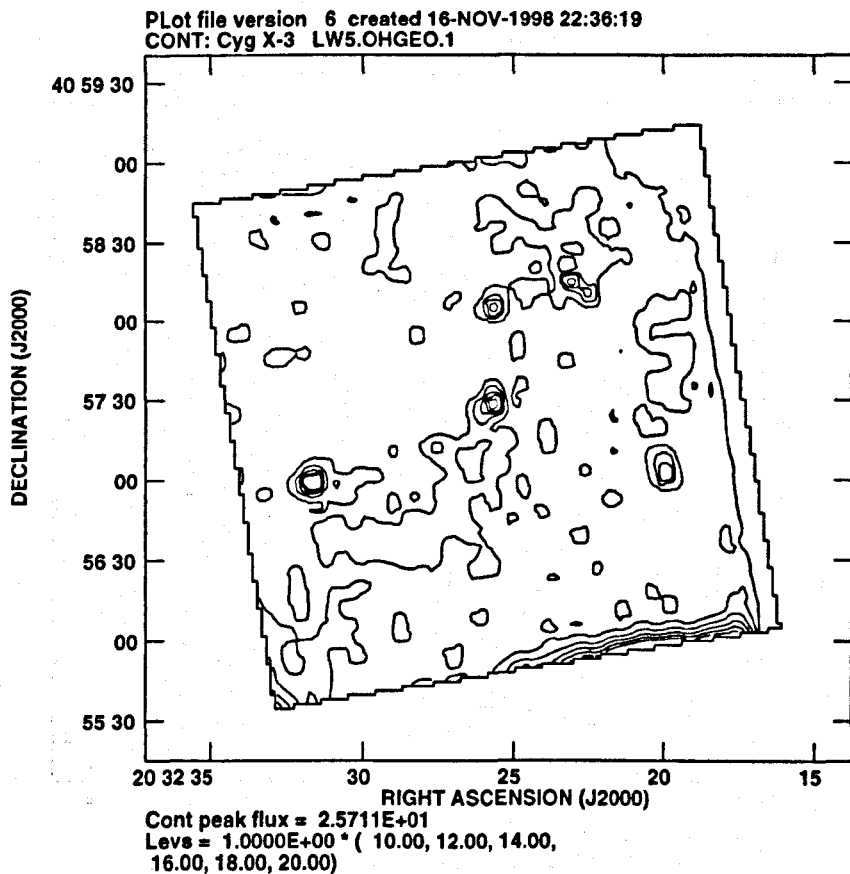 PLot file version 6 created 16-NOV-1998 22:36:19
CONT: Cyg X-3 LW5.OHGEO.1
40 59 30
00
58 30
00
57 30
00
56 30
00
55 30
DECLINATION (J2000)
20 32 35 30 25 20 15
RIGHT ASCENSION (J2000)
Cont peak flux = 2.5711E+01
Levs = 1.0000E+00 * ( 10.00, 12.00, 14.00,
16.00, 18.00, 20.00)